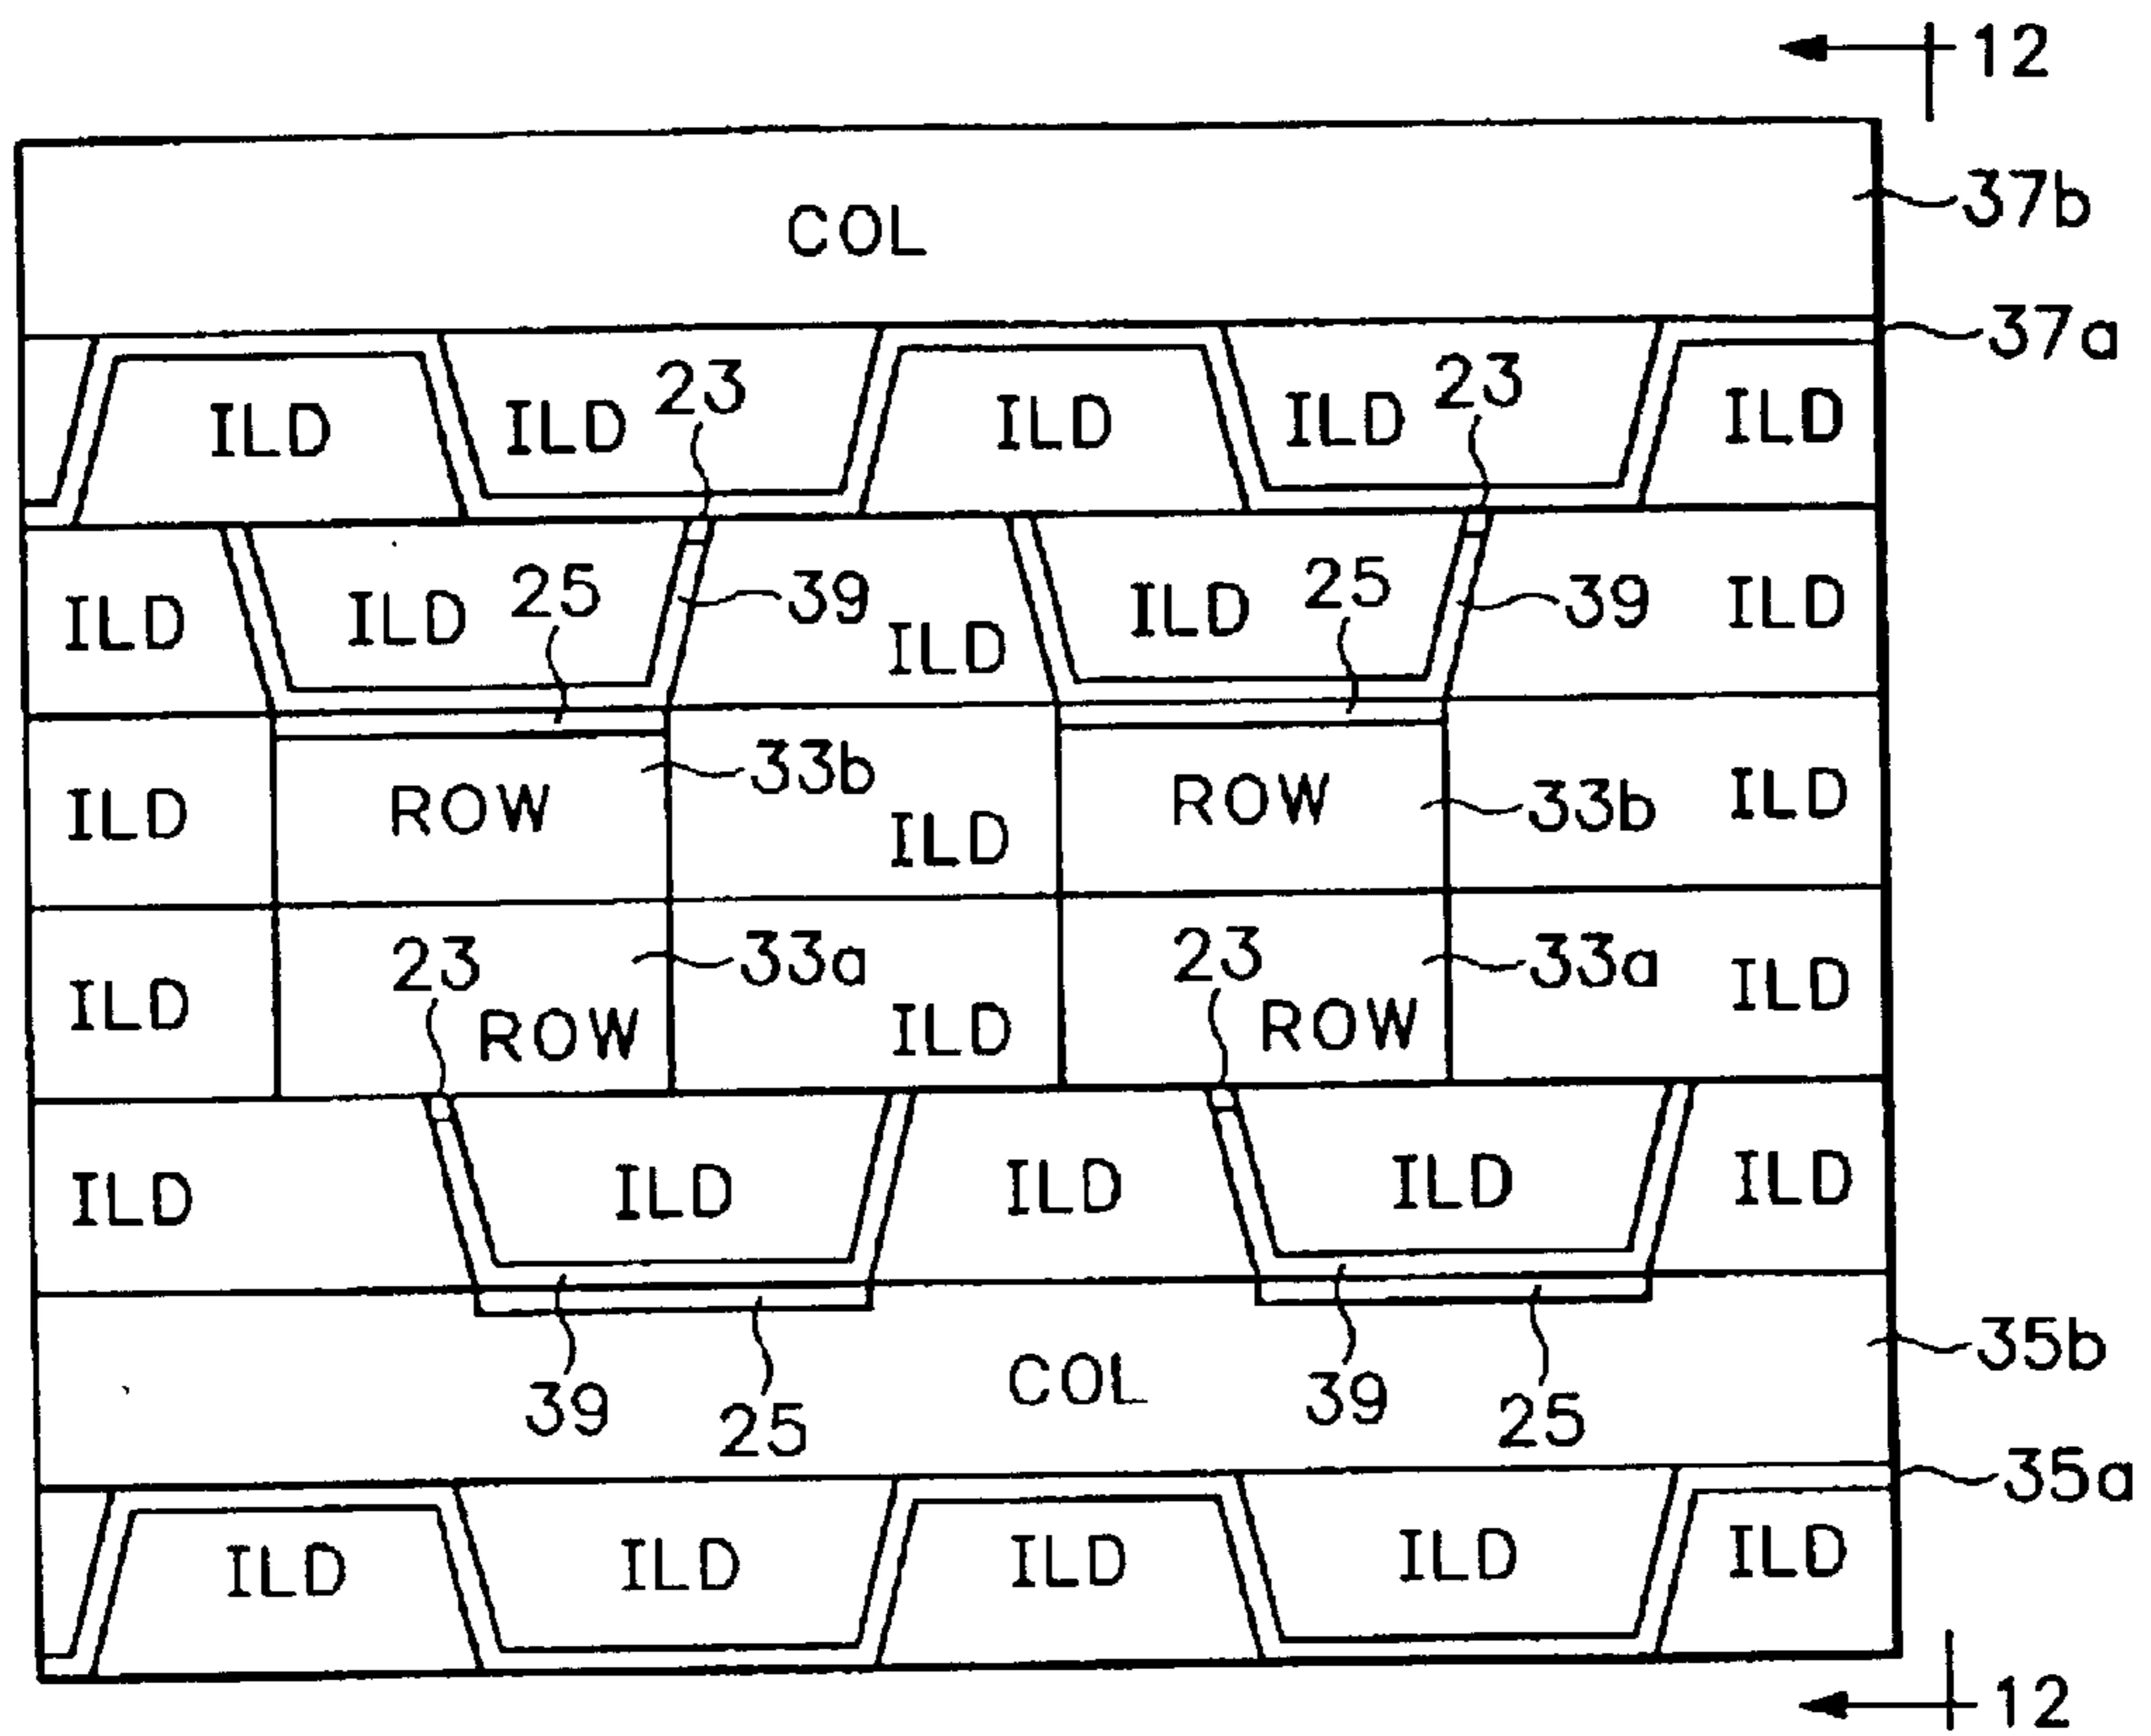 12
37b
COL
37a
ILD ILD 23 ILD ILD 23 ILD
ILD ILD 25 39 ILD ILD 25 39 ILD
ILD ROW 33b ILD ROW 33b ILD
ILD 23 ROW 33a ILD 23 ROW 33a ILD
ILD ILD ILD ILD ILD
35b
39 25 COL 39 25
35a
ILD ILD ILD ILD ILD
12